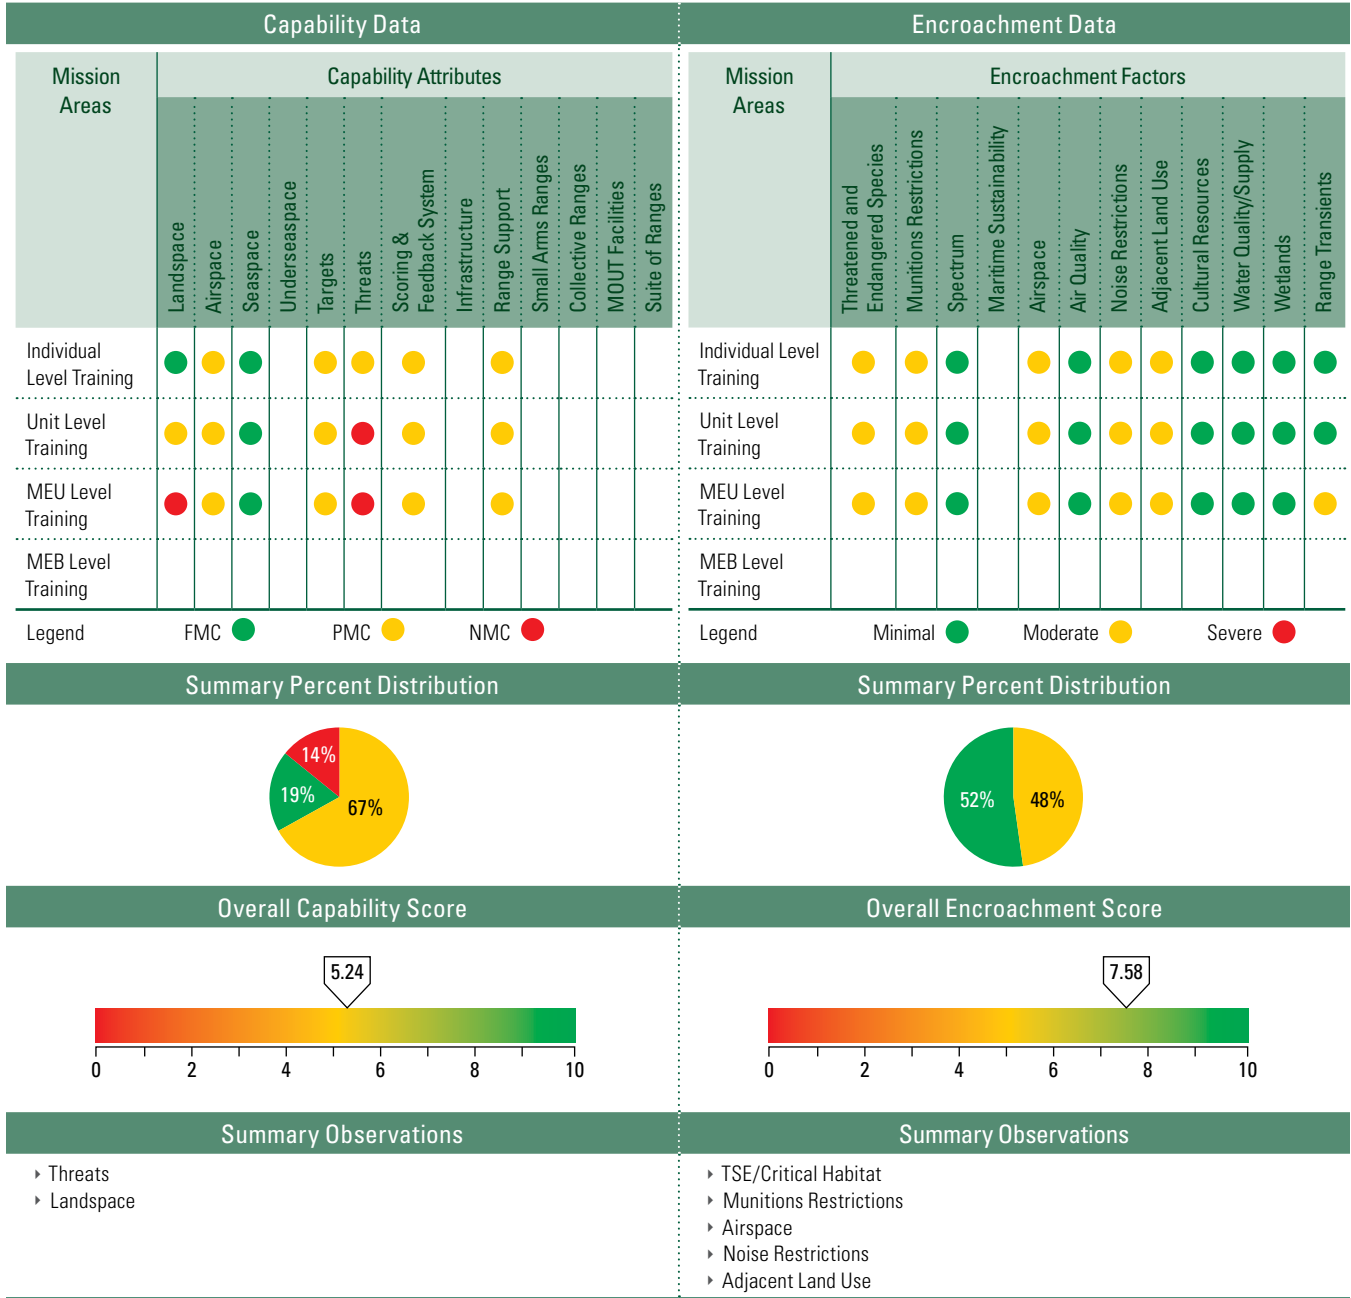 Capability Data
Mission
Areas
Capability Attributes
Landspace
Airspace
Seaspace
Underseaspace
Targets
Threats
Scoring &
Feedback System
Infrastructure
Range Support
Small Arms Ranges
Collective Ranges
MOUT Facilities
Suite of Ranges
Individual
Level Training
Unit Level
Training
MEU Level
Training
MEB Level
Training
Legend
FMC
PMC
NMC
Summary Percent Distribution
14%
19%
67%
Overall Capability Score
5.24
0 2 4 6 8 10
Summary Observations
‣ Threats
‣ Landspace
Encroachment Data
Mission
Areas
Encroachment Factors
Threatened and
Endangered Species
Munitions Restrictions
Spectrum
Maritime Sustainability
Airspace
Air Quality
Noise Restrictions
Adjacent Land Use
Cultural Resources
Water Quality/Supply
Wetlands
Range Transients
Individual Level
Training
Unit Level
Training
MEU Level
Training
MEB Level
Training
Legend
Minimal
Moderate
Severe
Summary Percent Distribution
52%
48%
Overall Encroachment Score
7.58
0 2 4 6 8 10
Summary Observations
‣ TSE/Critical Habitat
‣ Munitions Restrictions
‣ Airspace
‣ Noise Restrictions
‣ Adjacent Land Use